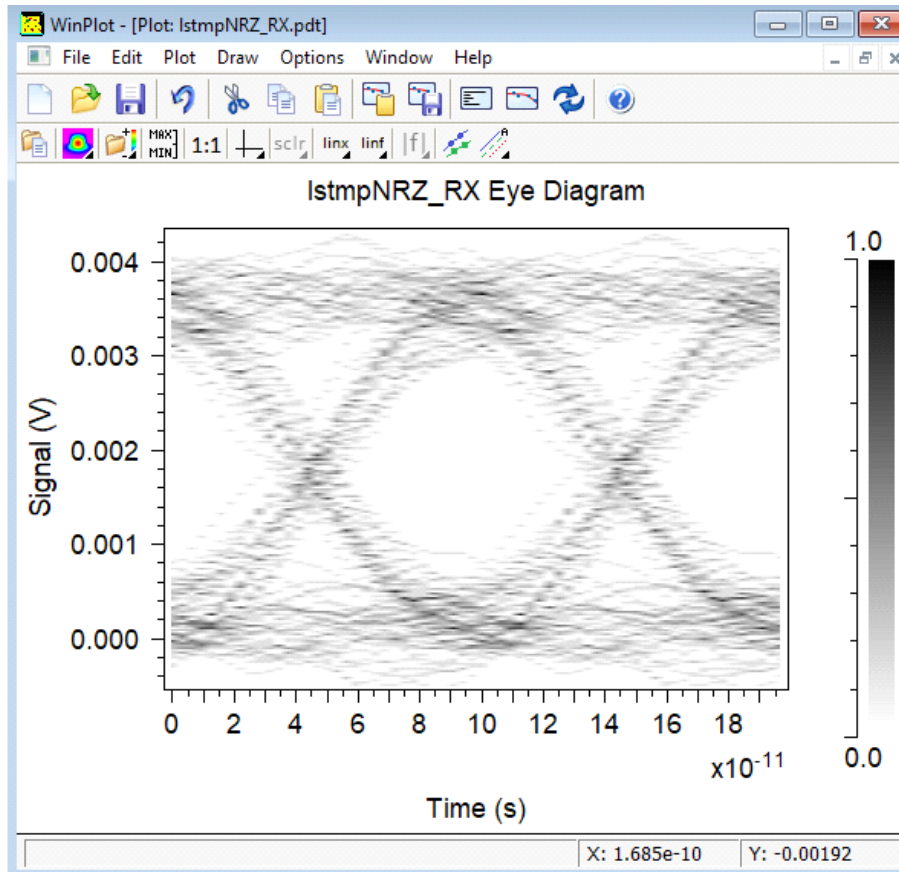 WinPlot - [Plot: lstmpNRZ_RX.pdt]
File Edit Plot Draw Options Window Help
MAX
MIN
1:1 sclr linx linf |f| A
lstmpNRZ_RX Eye Diagram
1.0
0.004
0.003
0.002
0.001
0.000
Signal (V)
0 2 4 6 8 10 12 14 16 18
x10⁻¹¹
0.0
Time (s)
X: 1.685e-10 Y: -0.00192